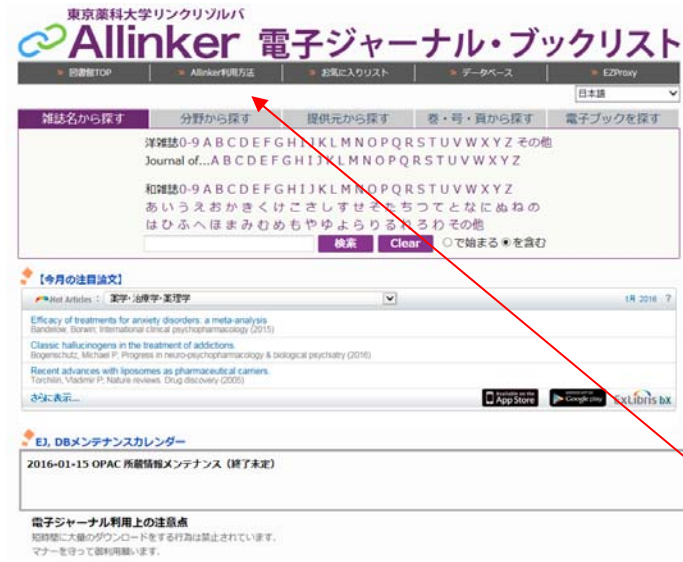 東京薬科大学リンクリゾルバ
Allinker 電子ジャーナル・ブックリスト
» 図書館TOP » Allinker利用方法 » お気に入りリスト » データベース » EZProxy
日本語
雑誌名から探す 分野から探す 提供元から探す 巻・号・頁から探す 電子ブックを探す
洋雑誌0-9 A B C D E F G H I J K L M N O P Q R S T U V W X Y Z その他
Journal of...A B C D E F G H I J K L M N O P Q R S T U V W X Y Z
和雑誌0-9 A B C D E F G H I J K L M N O P Q R S T U V W X Y Z
あ い う え お か き く け こ さ し す せ そ た ち つ て と な に ぬ ね の
は ひ ふ へ ほ ま み む め も や ゆ よ ら り る れ ろ わ その他
検索 Clear ○で始まる ◉を含む
【今月の注目論文】
Hot Articles : 薬学・治療学・薬理学 1月 2016 ?
Efficacy of treatments for anxiety disorders: a meta-analysis
Bandelow, Borwin; International clinical psychopharmacology (2015)
Classic hallucinogens in the treatment of addictions.
Bogenschutz, Michael P; Progress in neuro-psychopharmacology & biological psychiatry (2016)
Recent advances with liposomes as pharmaceutical carriers.
Torchilin, Vladimir P; Nature reviews. Drug discovery (2005)
さらに表示... Available on the App Store Google play ExLibris bX
EJ, DBメンテナンスカレンダー
2016-01-15 OPAC 所蔵情報メンテナンス（終了未定）
電子ジャーナル利用上の注意点
短時間に大量のダウンロードをする行為は禁止されています。
マナーを守って御利用願います。